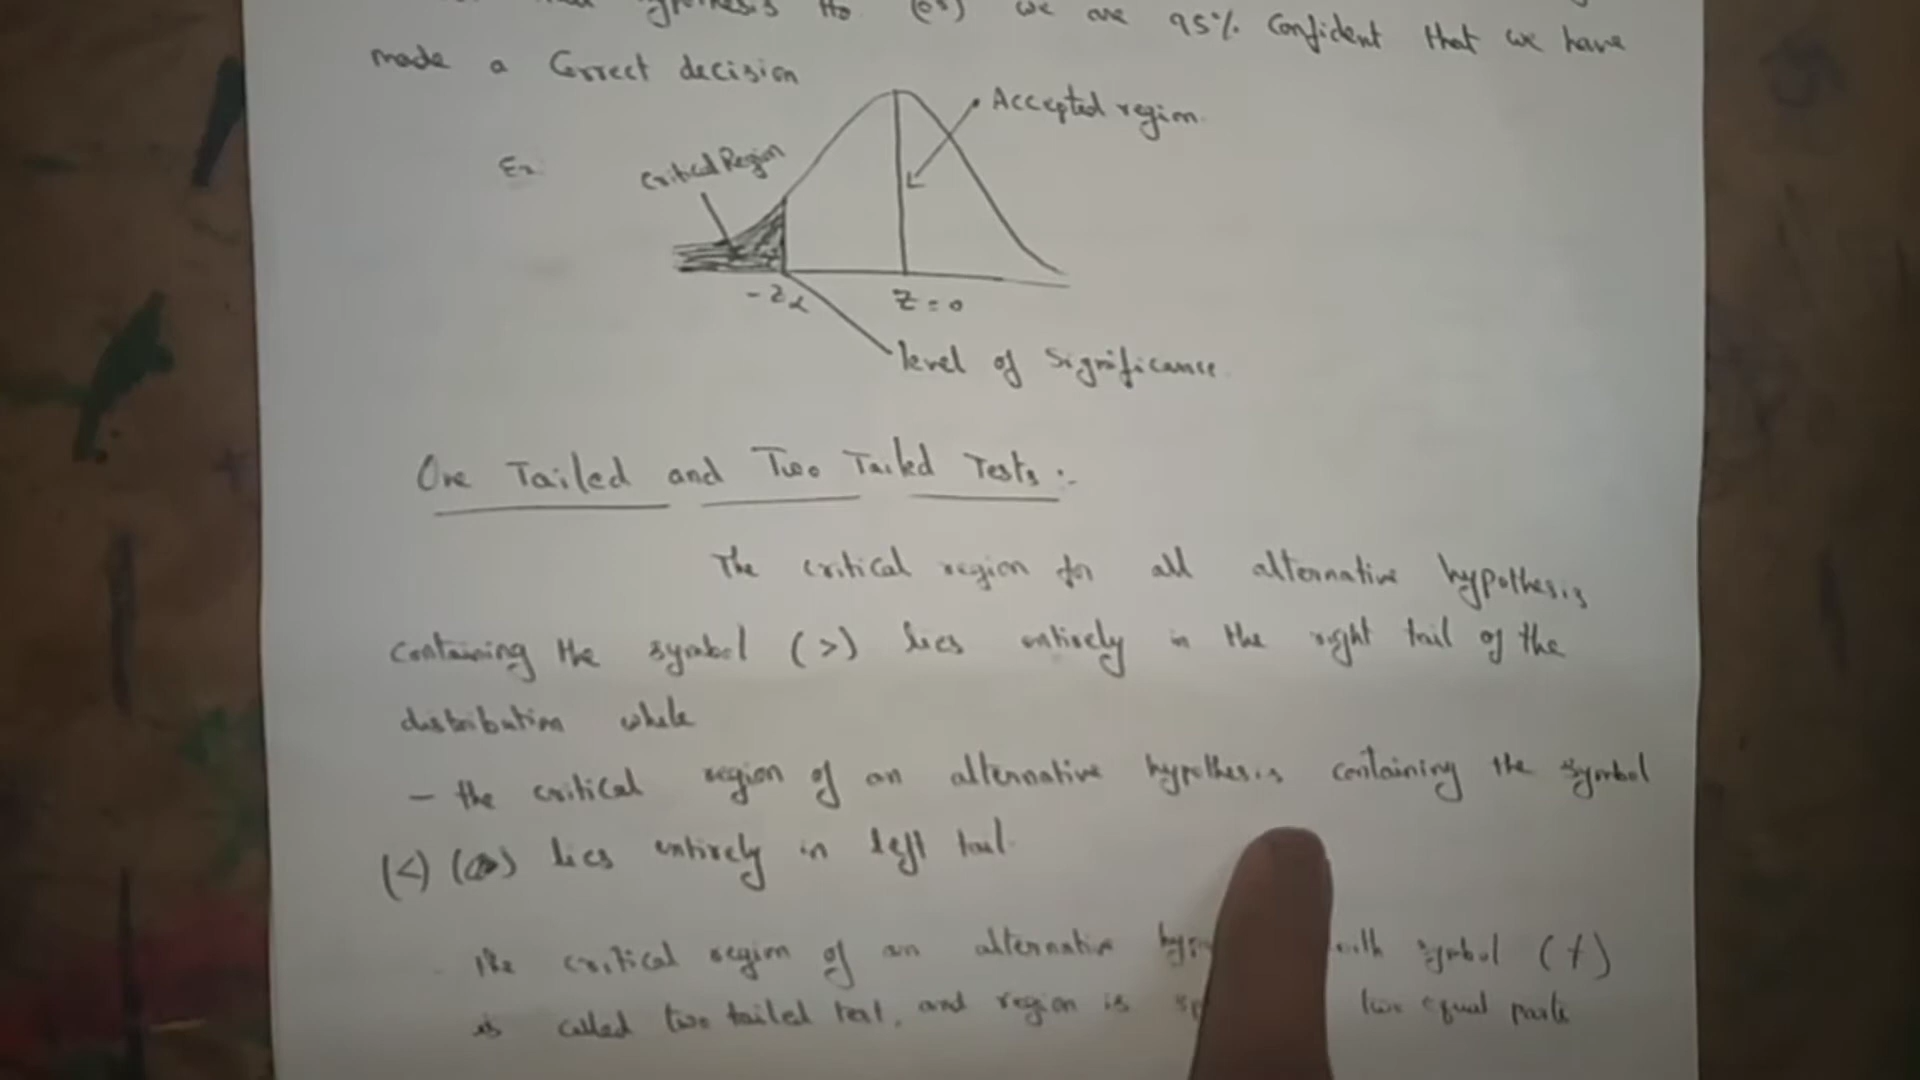 hypothesis Ho (or) we are 95% Confident that we have
made a Correct decision
Accepted region.
Ex
Critical Region
-Zα
Z=0
level of Significance.
One Tailed and Two Tailed Tests :-
The critical region for all alternative hypothesis
Containing the symbol (>) lies entirely in the right tail of the
distribution while
- the critical region of an alternative hypothesis containing the symbol
(<) lies entirely in left tail.
The critical region of an alternative symbol (≠)
is called two tailed test, and region is two equal parts